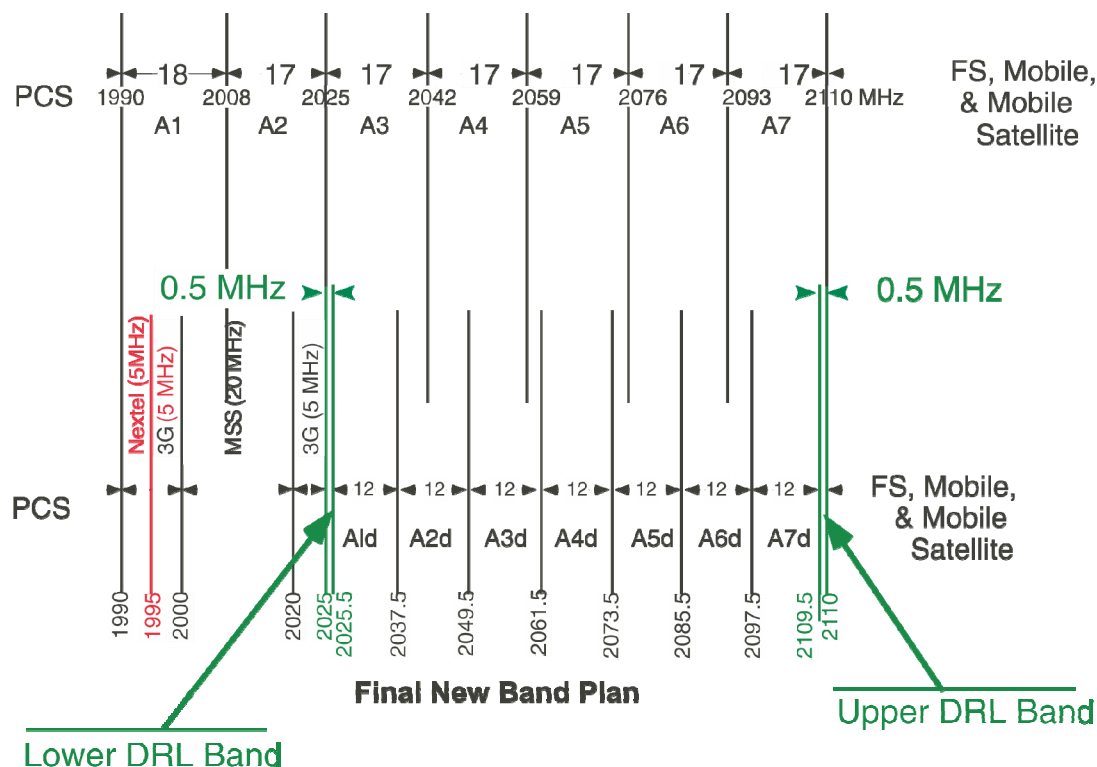 18 17 17 17 17 17 17
PCS
1990 2008 2025 2042 2059 2076 2093 2110 MHz
A1 A2 A3 A4 A5 A6 A7
FS, Mobile,
& Mobile
Satellite
0.5 MHz
0.5 MHz
Nextel (5MHz)
3G (5 MHz)
MSS (20 MHz)
3G (5 MHz)
PCS
12 12 12 12 12 12 12
Ald A2d A3d A4d A5d A6d A7d
FS, Mobile,
& Mobile
Satellite
1990
1995
2000
2020
2025
2025.5
2037.5
2049.5
2061.5
2073.5
2085.5
2097.5
2109.5
2110
Final New Band Plan
Upper DRL Band
Lower DRL Band